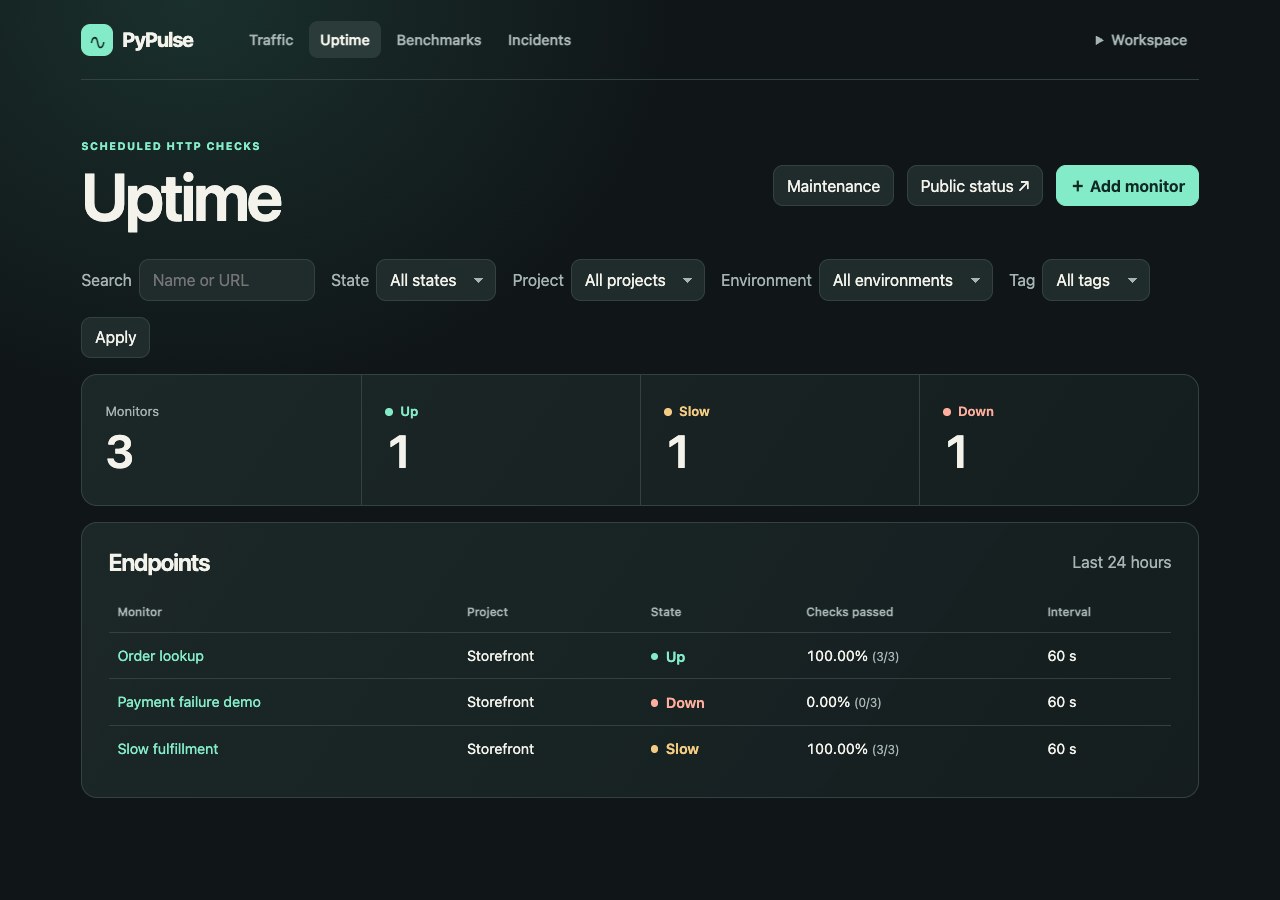 PyPulse Traffic Uptime Benchmarks Incidents ▶ Workspace
SCHEDULED HTTP CHECKS
Uptime
Maintenance Public status ↗ + Add monitor
Search Name or URL State All states Project All projects Environment All environments Tag All tags
Apply
Monitors Up Slow Down
3 1 1 1
Endpoints Last 24 hours
Monitor Project State Checks passed Interval
Order lookup Storefront Up 100.00% (3/3) 60 s
Payment failure demo Storefront Down 0.00% (0/3) 60 s
Slow fulfillment Storefront Slow 100.00% (3/3) 60 s